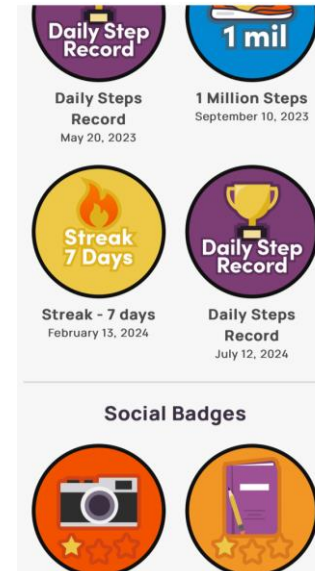 Daily Step
Record
1 mil
Daily Steps
Record
May 20, 2023
1 Million Steps
September 10, 2023
Streak
7 Days
Daily Step
Record
Streak - 7 days
February 13, 2024
Daily Steps
Record
July 12, 2024
Social Badges